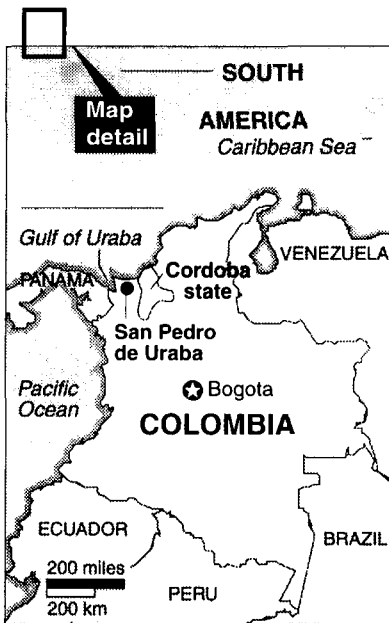 SOUTH
AMERICA
Map
detail
Caribbean Sea
Gulf of Uraba
PANAMA
VENEZUELA
Cordoba
state
San Pedro
de Uraba
Pacific
Ocean
Bogota
COLOMBIA
ECUADOR
BRAZIL
200 miles
200 km
PERU